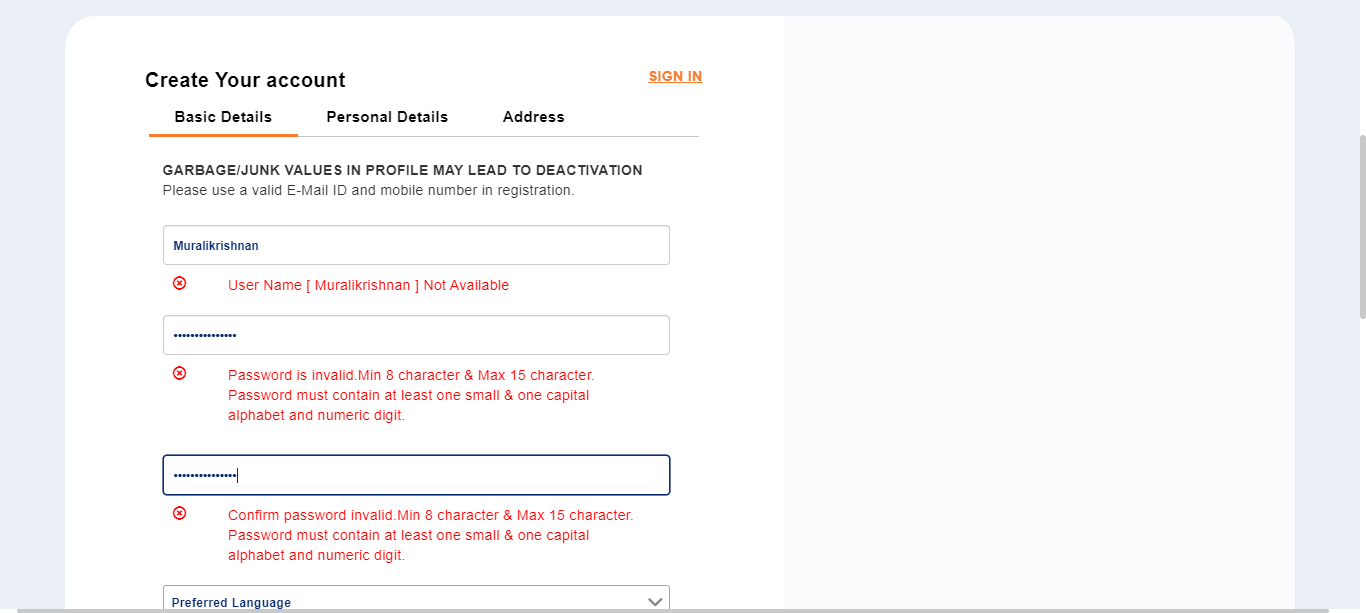 Create Your account
SIGN IN
Basic Details
Personal Details
Address
GARBAGE/JUNK VALUES IN PROFILE MAY LEAD TO DEACTIVATION
Please use a valid E-Mail ID and mobile number in registration.
Muralikrishnan
User Name [ Muralikrishnan ] Not Available
•••••••••••••••
Password is invalid.Min 8 character & Max 15 character.
Password must contain at least one small & one capital
alphabet and numeric digit.
•••••••••••••••
Confirm password invalid.Min 8 character & Max 15 character.
Password must contain at least one small & one capital
alphabet and numeric digit.
Preferred Language